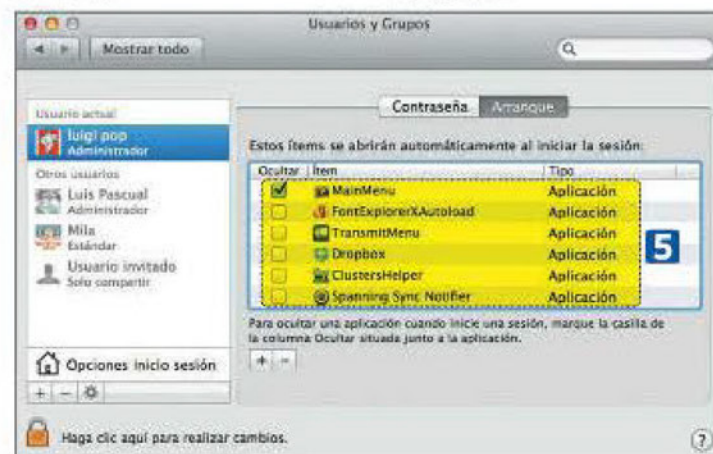 Usuarios y Grupos
Mostrar todo
Usuario actual
luigi pop
Administrador
Otros usuarios
Luis Pascual
Administrador
Mila
Estándar
Usuario invitado
Solo compartir
Opciones inicio sesión
Contraseña Arranque
Estos ítems se abrirán automáticamente al iniciar la sesión:
Ocultar Ítem Tipo
MainMenu Aplicación
FontExplorerXAutoload Aplicación
TransmitMenu Aplicación
Dropbox Aplicación
ClustersHelper Aplicación
Spanning Sync Notifier Aplicación
5
Para ocultar una aplicación cuando inicie una sesión, marque la casilla de
la columna Ocultar situada junto a la aplicación.
+ -
+ -
Haga clic aquí para realizar cambios.
?